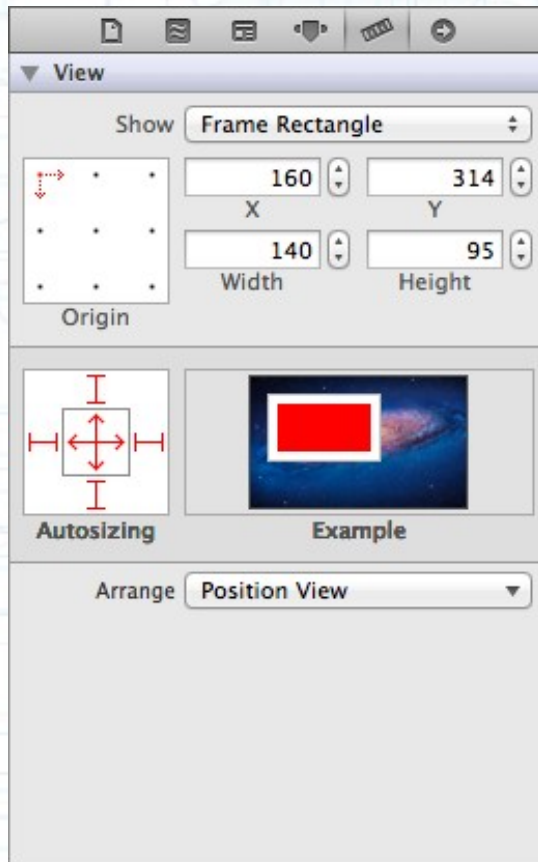 View
Show Frame Rectangle
160 314
X Y
140 95
Width Height
Origin
Autosizing Example
Arrange Position View